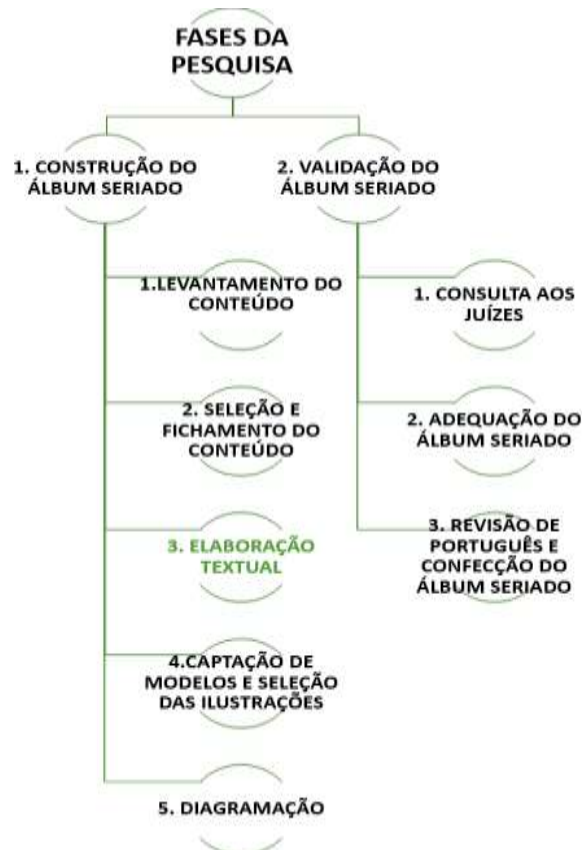 FASES DA
PESQUISA
1. CONSTRUÇÃO DO
ÁLBUM SERIADO
2. VALIDAÇÃO DO
ÁLBUM SERIADO
1.LEVANTAMENTO DO
CONTEÚDO
2. SELEÇÃO E
FICHAMENTO DO
CONTEÚDO
3. ELABORAÇÃO
TEXTUAL
4.CAPTAÇÃO DE
MODELOS E SELEÇÃO
DAS ILUSTRAÇÕES
5. DIAGRAMAÇÃO
1. CONSULTA AOS
JUÍZES
2. ADEQUAÇÃO DO
ÁLBUM SERIADO
3. REVISÃO DE
PORTUGUÊS E
CONFECÇÃO DO
ÁLBUM SERIADO